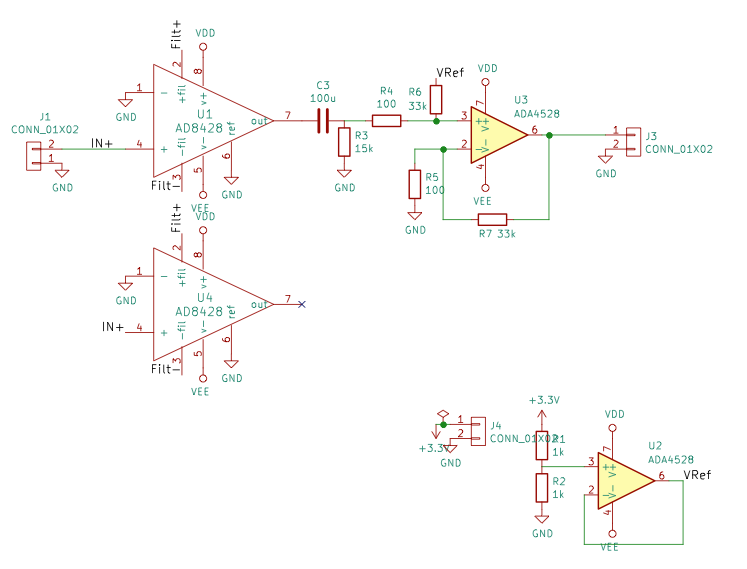 Filt+
VDD
2
8
1
-
+fil
v+
GND
U1
AD8428
out
7
ref
J1
CONN_01X02
2
IN+
4
+
-fil
v-
6
1
GND
Filt-
3
5
GND
VEE
C3
100u
R3
15k
GND
R4
100
R6
33k
VRef
VDD
7
U3
ADA4528
3
+
V+
6
2
-
V-
4
VEE
R5
100
GND
R7 33k
1
2
J3
CONN_01X02
GND
Filt+
VDD
2
8
1
-
+fil
v+
GND
U4
AD8428
out
7
ref
IN+
4
+
-fil
v-
6
Filt-
3
5
GND
VEE
+3.3V
1
2
J4
CONN_01X02
GND
+3.3V
R1
1k
R2
1k
GND
VDD
7
U2
ADA4528
3
+
V+
6
VRef
2
-
V-
4
VEE